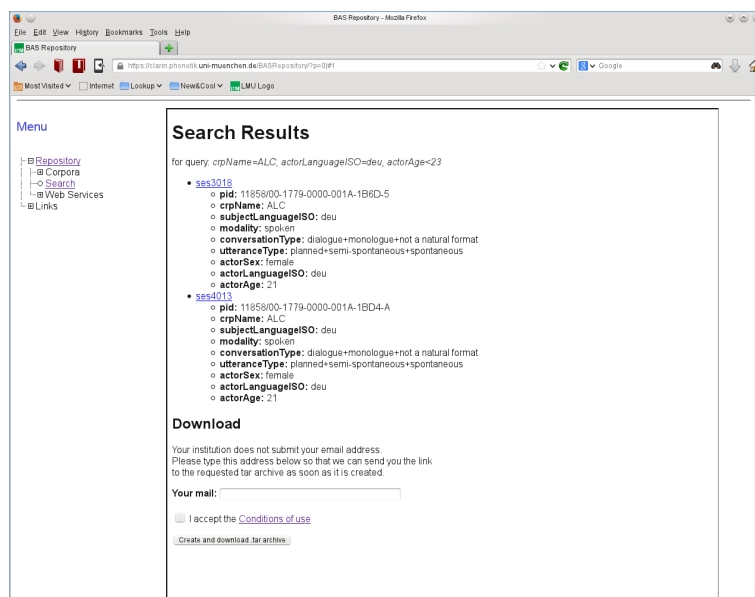 BAS Repository - Mozilla Firefox
File Edit View History Bookmarks Tools Help
BAS Repository
https://clarin.phonetik.uni-muenchen.de/BASRepository/?p=0|#1
Google
Most Visited Internet Lookup New&Cool LMU Logo
Menu
Repository
Corpora
Search
Web Services
Links
Search Results
for query: crpName=ALC, actorLanguageISO=deu, actorAge<23
ses3018
pid: 11858/00-1779-0000-001A-1B6D-5
crpName: ALC
subjectLanguageISO: deu
modality: spoken
conversationType: dialogue+monologue+not a natural format
utteranceType: planned+semi-spontaneous+spontaneous
actorSex: female
actorLanguageISO: deu
actorAge: 21
ses4013
pid: 11858/00-1779-0000-001A-1BD4-A
crpName: ALC
subjectLanguageISO: deu
modality: spoken
conversationType: dialogue+monologue+not a natural format
utteranceType: planned+semi-spontaneous+spontaneous
actorSex: female
actorLanguageISO: deu
actorAge: 21
Download
Your institution does not submit your email address.
Please type this address below so that we can send you the link
to the requested tar archive as soon as it is created.
Your mail:
I accept the Conditions of use
Create and download .tar archive